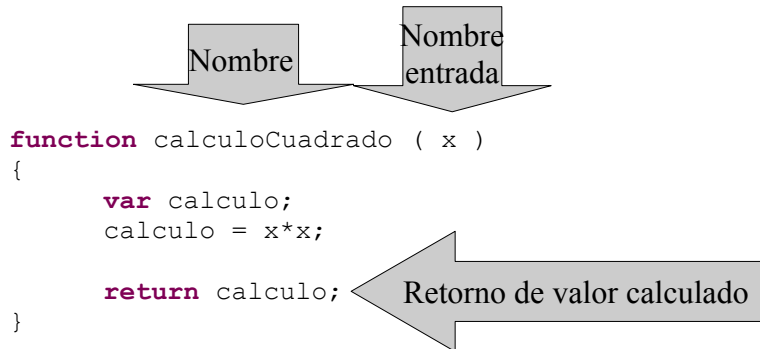 Nombre
Nombre
entrada
function calculoCuadrado ( x )
{
var calculo;
calculo = x*x;
return calculo;
Retorno de valor calculado
}